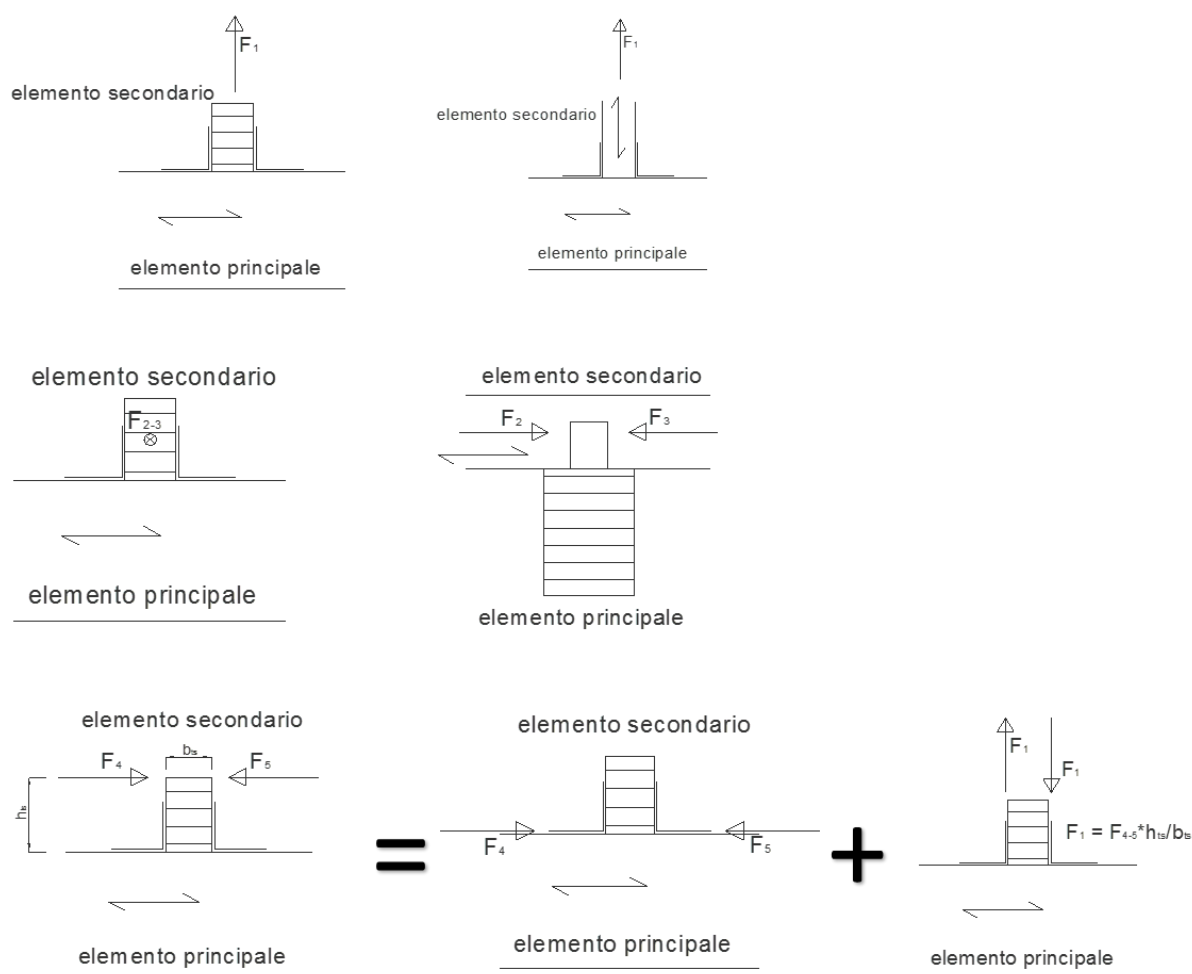 F₁
F₁
elemento secondario
elemento secondario
elemento principale
elemento principale
elemento secondario
elemento secondario
F₂₋₃
F₂
F₃
elemento principale
elemento principale
elemento secondario
elemento secondario
bts
F₄
F₅
hts
F₁
F₁
=
F₄
F₅
+
F₁ = F₄₋₅*hts/bts
elemento principale
elemento principale
elemento principale